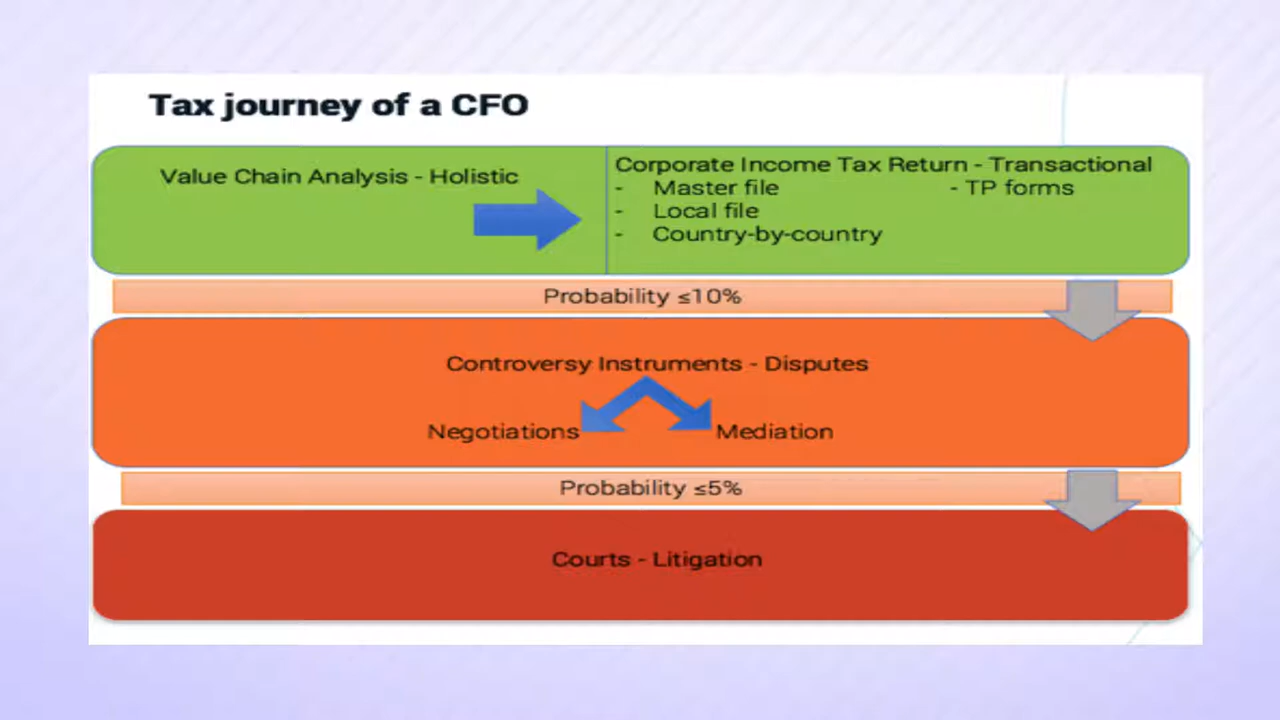 Tax journey of a CFO
Value Chain Analysis - Holistic
Corporate Income Tax Return - Transactional
- Master file - TP forms
- Local file
- Country-by-country
Probability ≤10%
Controversy Instruments - Disputes
Negotiations Mediation
Probability ≤5%
Courts - Litigation